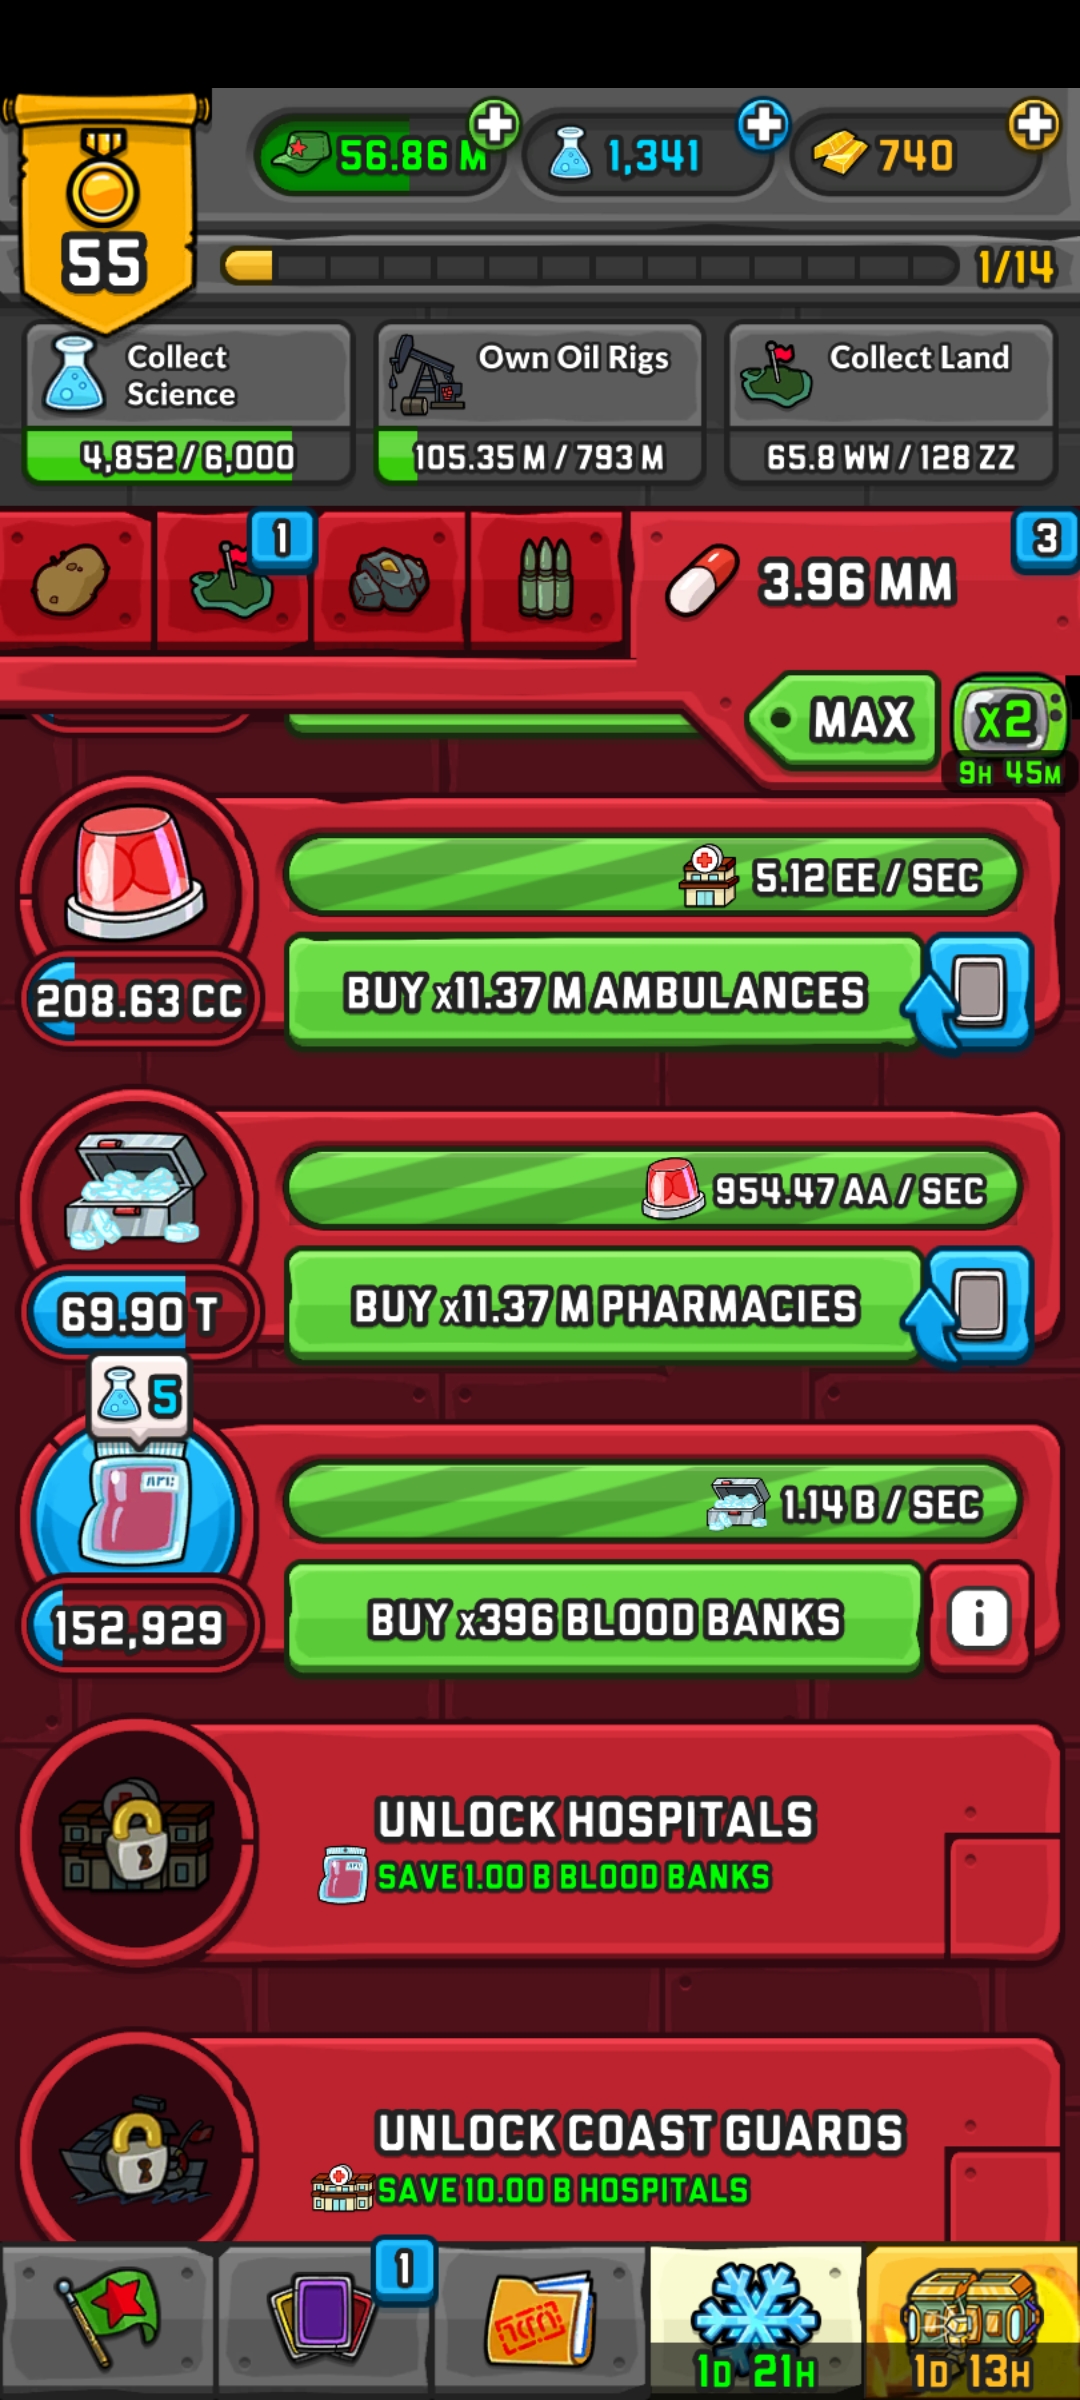 56.86 M
1,341
740
55
1/14
Collect Science
4,852 / 6,000
Own Oil Rigs
105.35 M / 793 M
Collect Land
65.8 WW / 128 ZZ
1
3.96 MM
3
MAX
x2
9H 45M
5.12 EE / SEC
208.63 CC
BUY x11.37 M AMBULANCES
954.47 AA / SEC
69.90 T
BUY x11.37 M PHARMACIES
5
1.14 B / SEC
152,929
BUY x396 BLOOD BANKS
i
UNLOCK HOSPITALS
SAVE 1.00 B BLOOD BANKS
UNLOCK COAST GUARDS
SAVE 10.00 B HOSPITALS
1
1D 21H
1D 13H